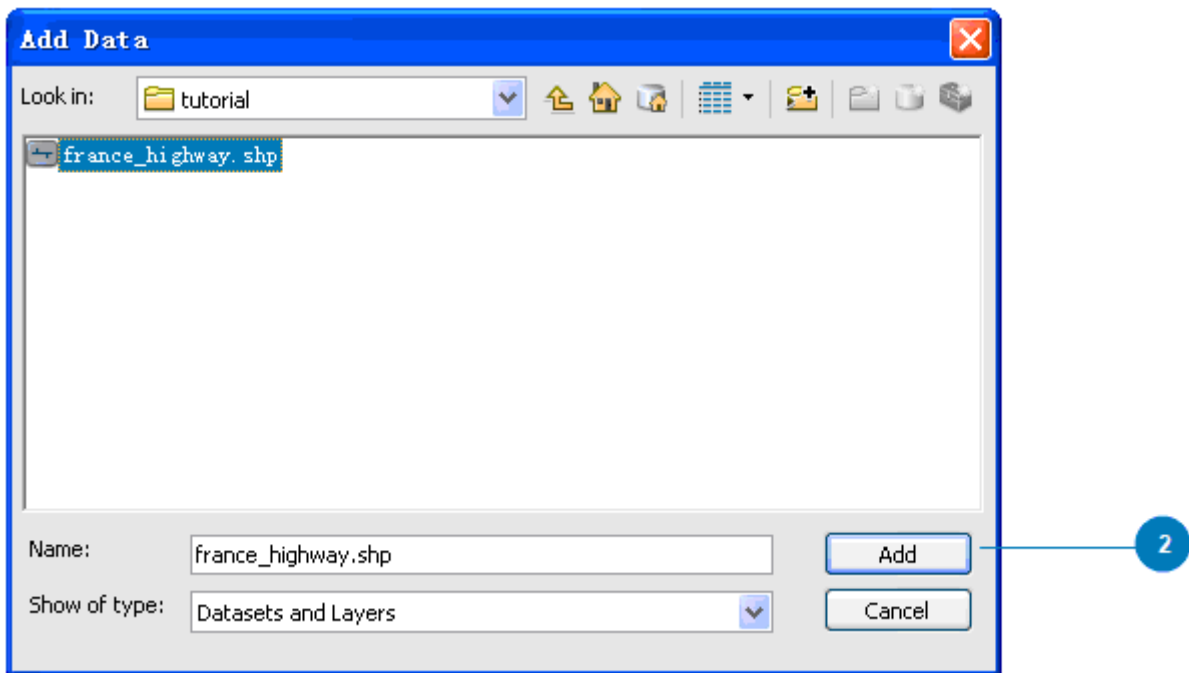 Add Data
Look in: tutorial
france_highway.shp
Name: france_highway.shp Add
2
Show of type: Datasets and Layers Cancel